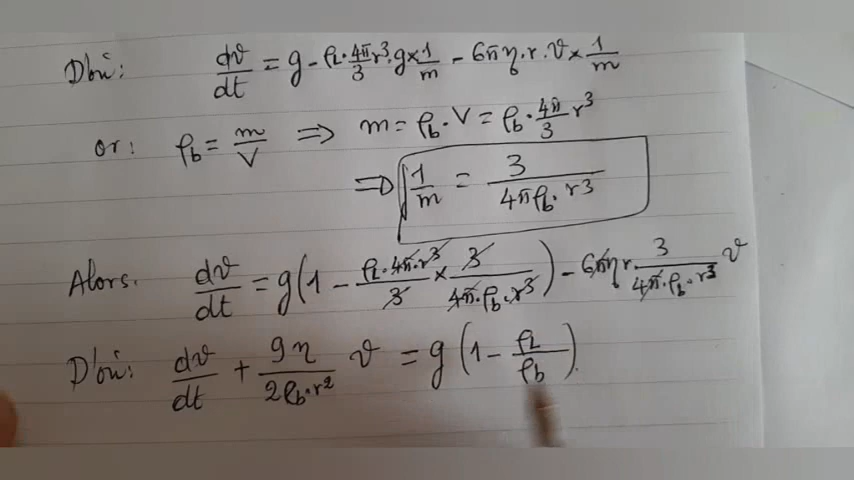 D'où: dv/dt = g - ρL · 4π/3 r³ · g × 1/m - 6πη · r · v × 1/m
or: ρb = m/V ⇒ m = ρb · V = ρb · 4π/3 r³
⇒ 1/m = 3/(4πρb · r³)
Alors. dv/dt = g(1 - (ρL · 4π · r³)/3 × 3/(4π · ρb · r³)) - 6πηr 3/(4π · ρb · r³) v
D'où: dv/dt + 9η/(2ρb · r²) v = g(1 - ρL/ρb).